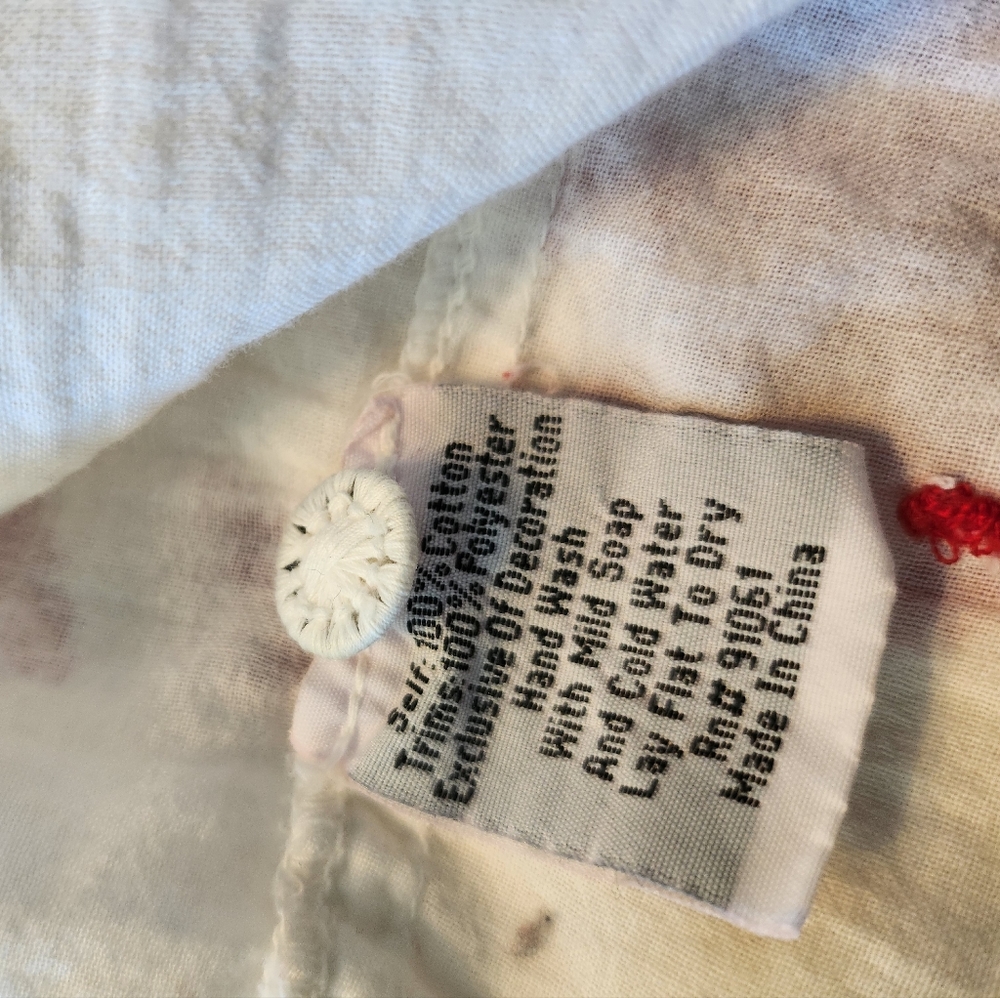 Self: 100% Cotton
Trims: 100% Polyester
Exclusive Of Decoration
Hand Wash
With Mild Soap
And Cold Water
Lay Flat To Dry
Rn# 91061
Made In China